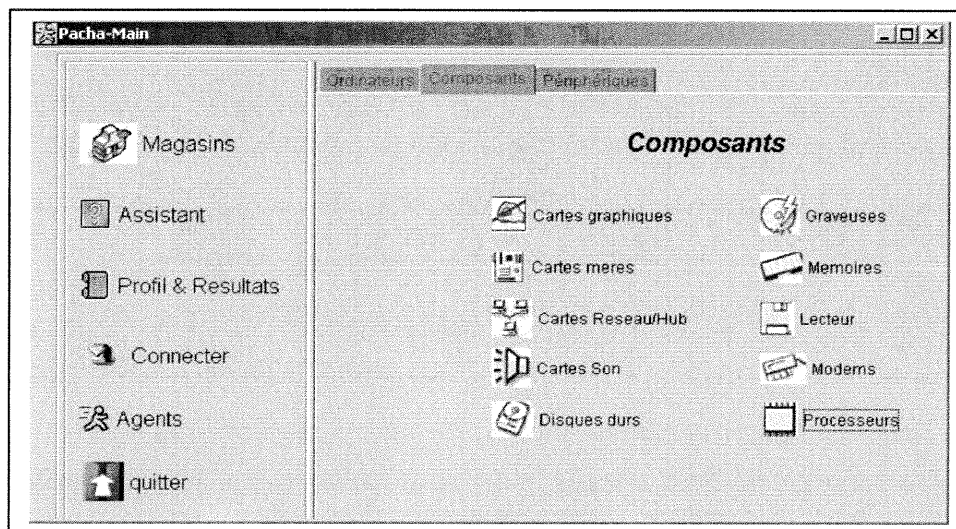 Pacha-Main
Ordinateurs Composants Périphériques
Magasins
Assistant
Profil & Resultats
Connecter
Agents
quitter
Composants
Cartes graphiques Graveuses
Cartes meres Memoires
Cartes Reseau/Hub Lecteur
Cartes Son Modems
Disques durs Processeurs